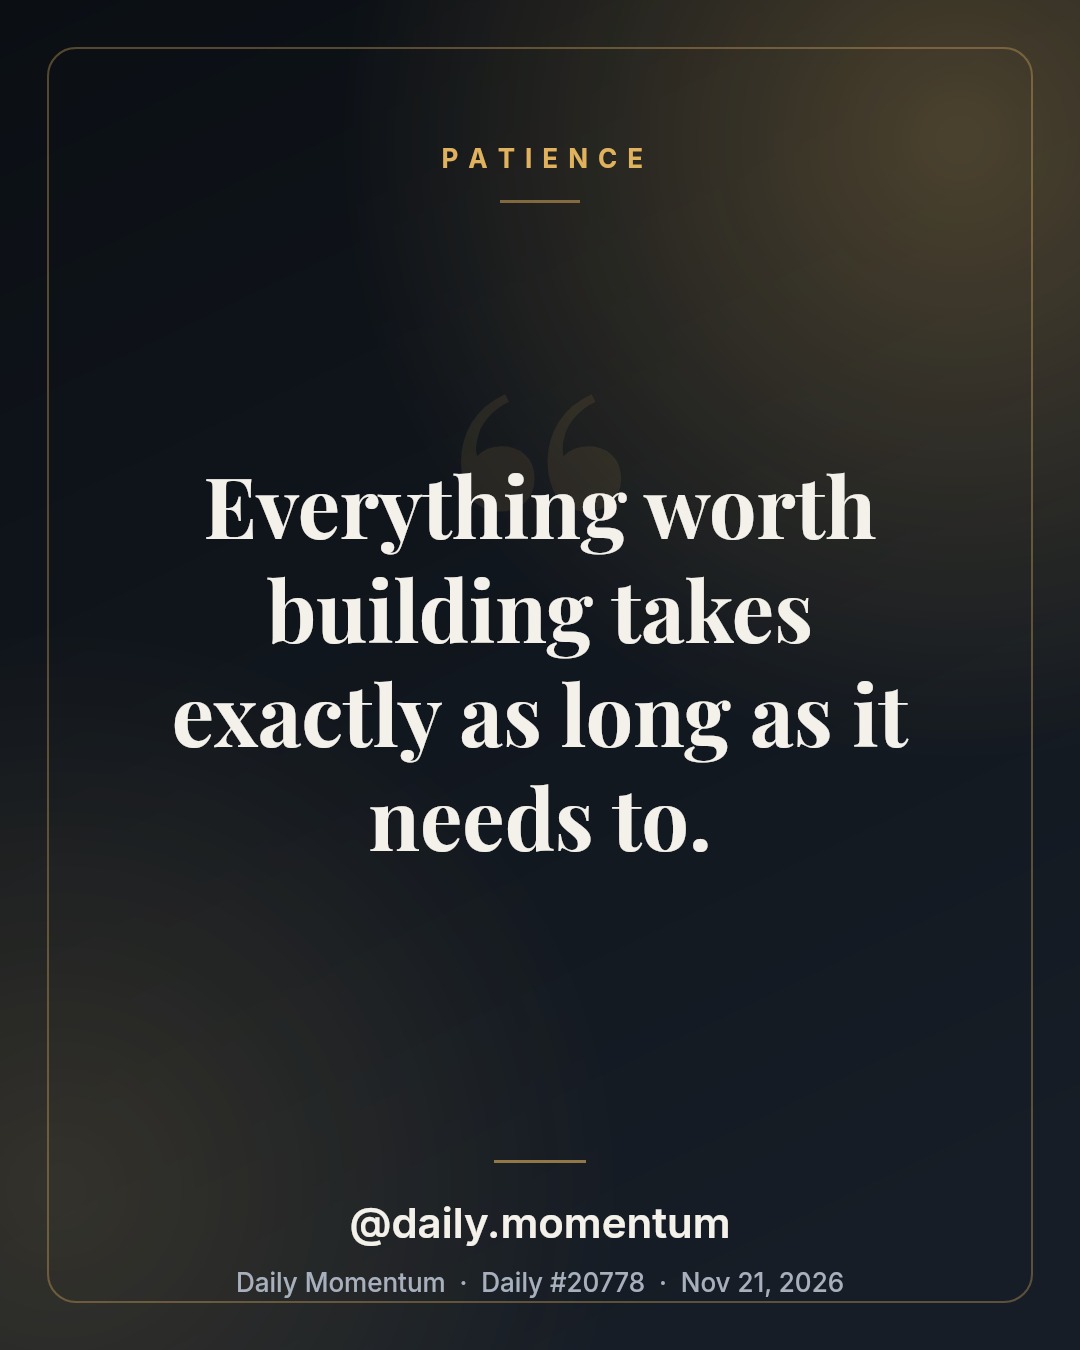 PATIENCE
“
Everything worth
building takes
exactly as long as it
needs to.
@daily.momentum
Daily Momentum · Daily #20778 · Nov 21, 2026